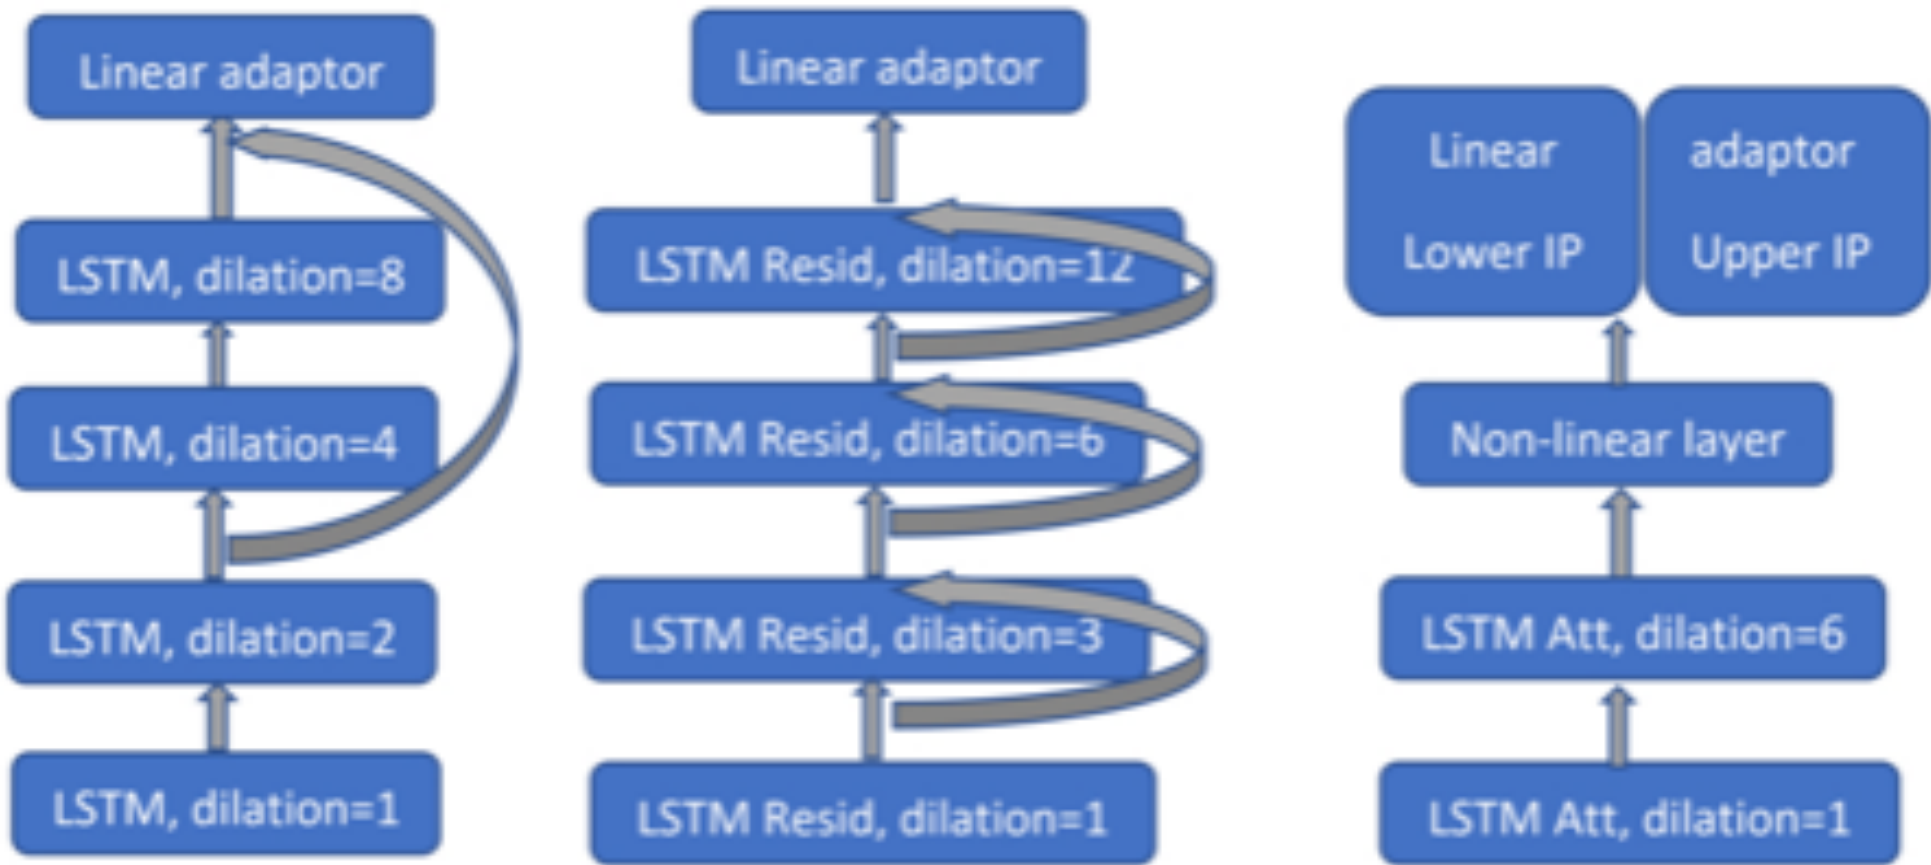 Linear adaptor
LSTM, dilation=8
LSTM, dilation=4
LSTM, dilation=2
LSTM, dilation=1
Linear adaptor
LSTM Resid, dilation=12
LSTM Resid, dilation=6
LSTM Resid, dilation=3
LSTM Resid, dilation=1
Linear adaptor
Lower IP Upper IP
Non-linear layer
LSTM Att, dilation=6
LSTM Att, dilation=1